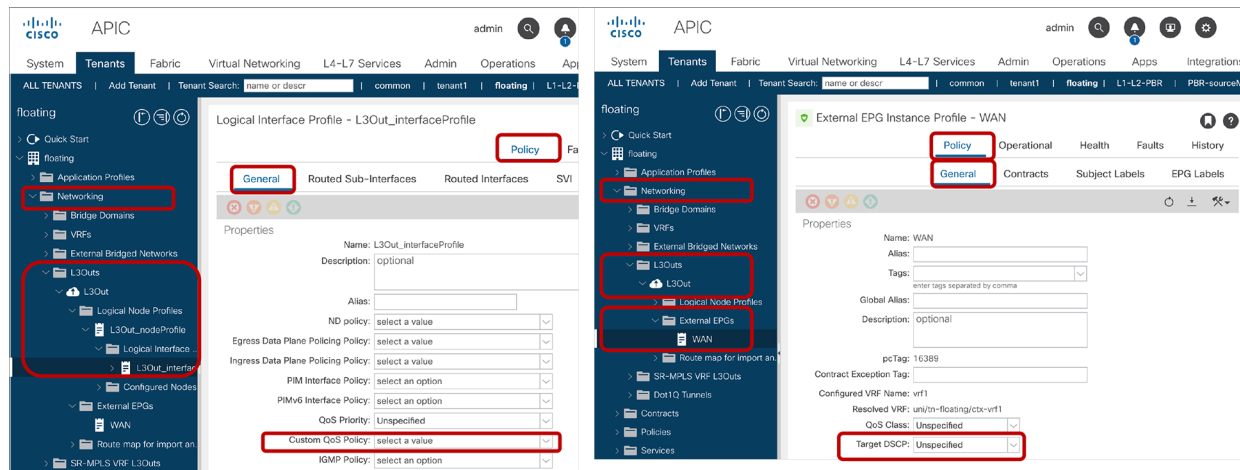 CISCO
APIC
admin
1
System Tenants Fabric Virtual Networking L4-L7 Services Admin Operations
ALL TENANTS | Add Tenant | Tenant Search: name or descr | common | tenant1 | floating | L1-L2-
floating
Quick Start
floating
Application Profiles
Networking
Bridge Domains
VRFs
External Bridged Networks
L3Outs
L3Out
Logical Node Profiles
L3Out_nodeProfile
Logical Interface ..
L3Out_interfac
Configured Nodes
External EPGs
WAN
Route map for import an.
SR-MPLS VRF L3Outs
Logical Interface Profile - L3Out_interfaceProfile
Policy Fa
General Routed Sub-Interfaces Routed Interfaces SVI
Properties
Name: L3Out_interfaceProfile
Description: optional
Alias:
ND policy: select a value
Egress Data Plane Policing Policy: select a value
Ingress Data Plane Policing Policy: select a value
PIM Interface Policy: select an option
PIMv6 Interface Policy: select an option
QoS Priority: Unspecified
Custom QoS Policy: select a value
IGMP Policy: select an option
CISCO
APIC
admin
1
System Tenants Fabric Virtual Networking L4-L7 Services Admin Operations Apps Integrations
ALL TENANTS | Add Tenant | Tenant Search: name or descr | common | tenant1 | floating | L1-L2-PBR | PBR-sourceM
floating
Quick Start
floating
Application Profiles
Networking
Bridge Domains
VRFs
External Bridged Networks
L3Outs
L3Out
Logical Node Profiles
External EPGs
WAN
Route map for import an.
SR-MPLS VRF L3Outs
Dot1Q Tunnels
Contracts
Policies
Services
External EPG Instance Profile - WAN
Policy Operational Health Faults History
General Contracts Subject Labels EPG Labels
Properties
Name: WAN
Alias:
Tags:
enter tags separated by comma
Global Alias:
Description: optional
pcTag: 16389
Contract Exception Tag:
Configured VRF Name: vrf1
Resolved VRF: uni/tn-floating/ctx-vrf1
QoS Class: Unspecified
Target DSCP: Unspecified